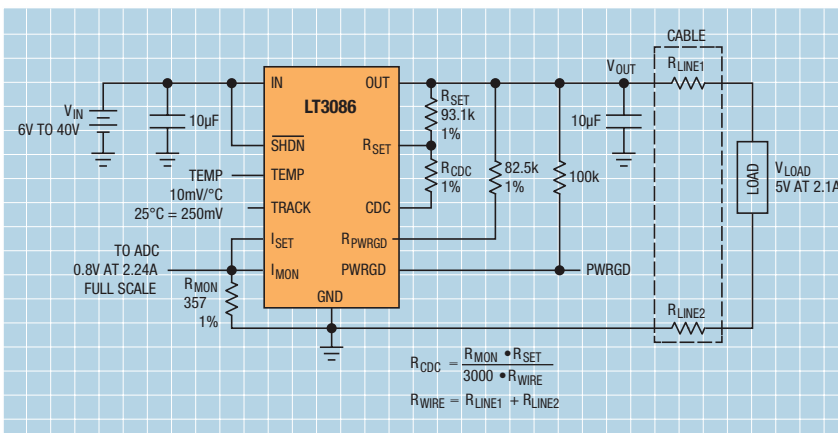 CABLE
V_OUT
R_LINE1
IN
OUT
LT3086
R_SET
93.1k
1%
V_IN
6V TO 40V
10µF
10µF
SHDN
R_SET
R_CDC
1%
82.5k
1%
100k
LOAD
V_LOAD
5V AT 2.1A
TEMP
TEMP
10mV/°C
25°C = 250mV
TRACK
CDC
I_SET
R_PWRGD
TO ADC
0.8V AT 2.24A
FULL SCALE
I_MON
PWRGD
PWRGD
R_MON
357
1%
GND
R_LINE2
R_CDC = R_MON • R_SET
3000 • R_WIRE
R_WIRE = R_LINE1 + R_LINE2